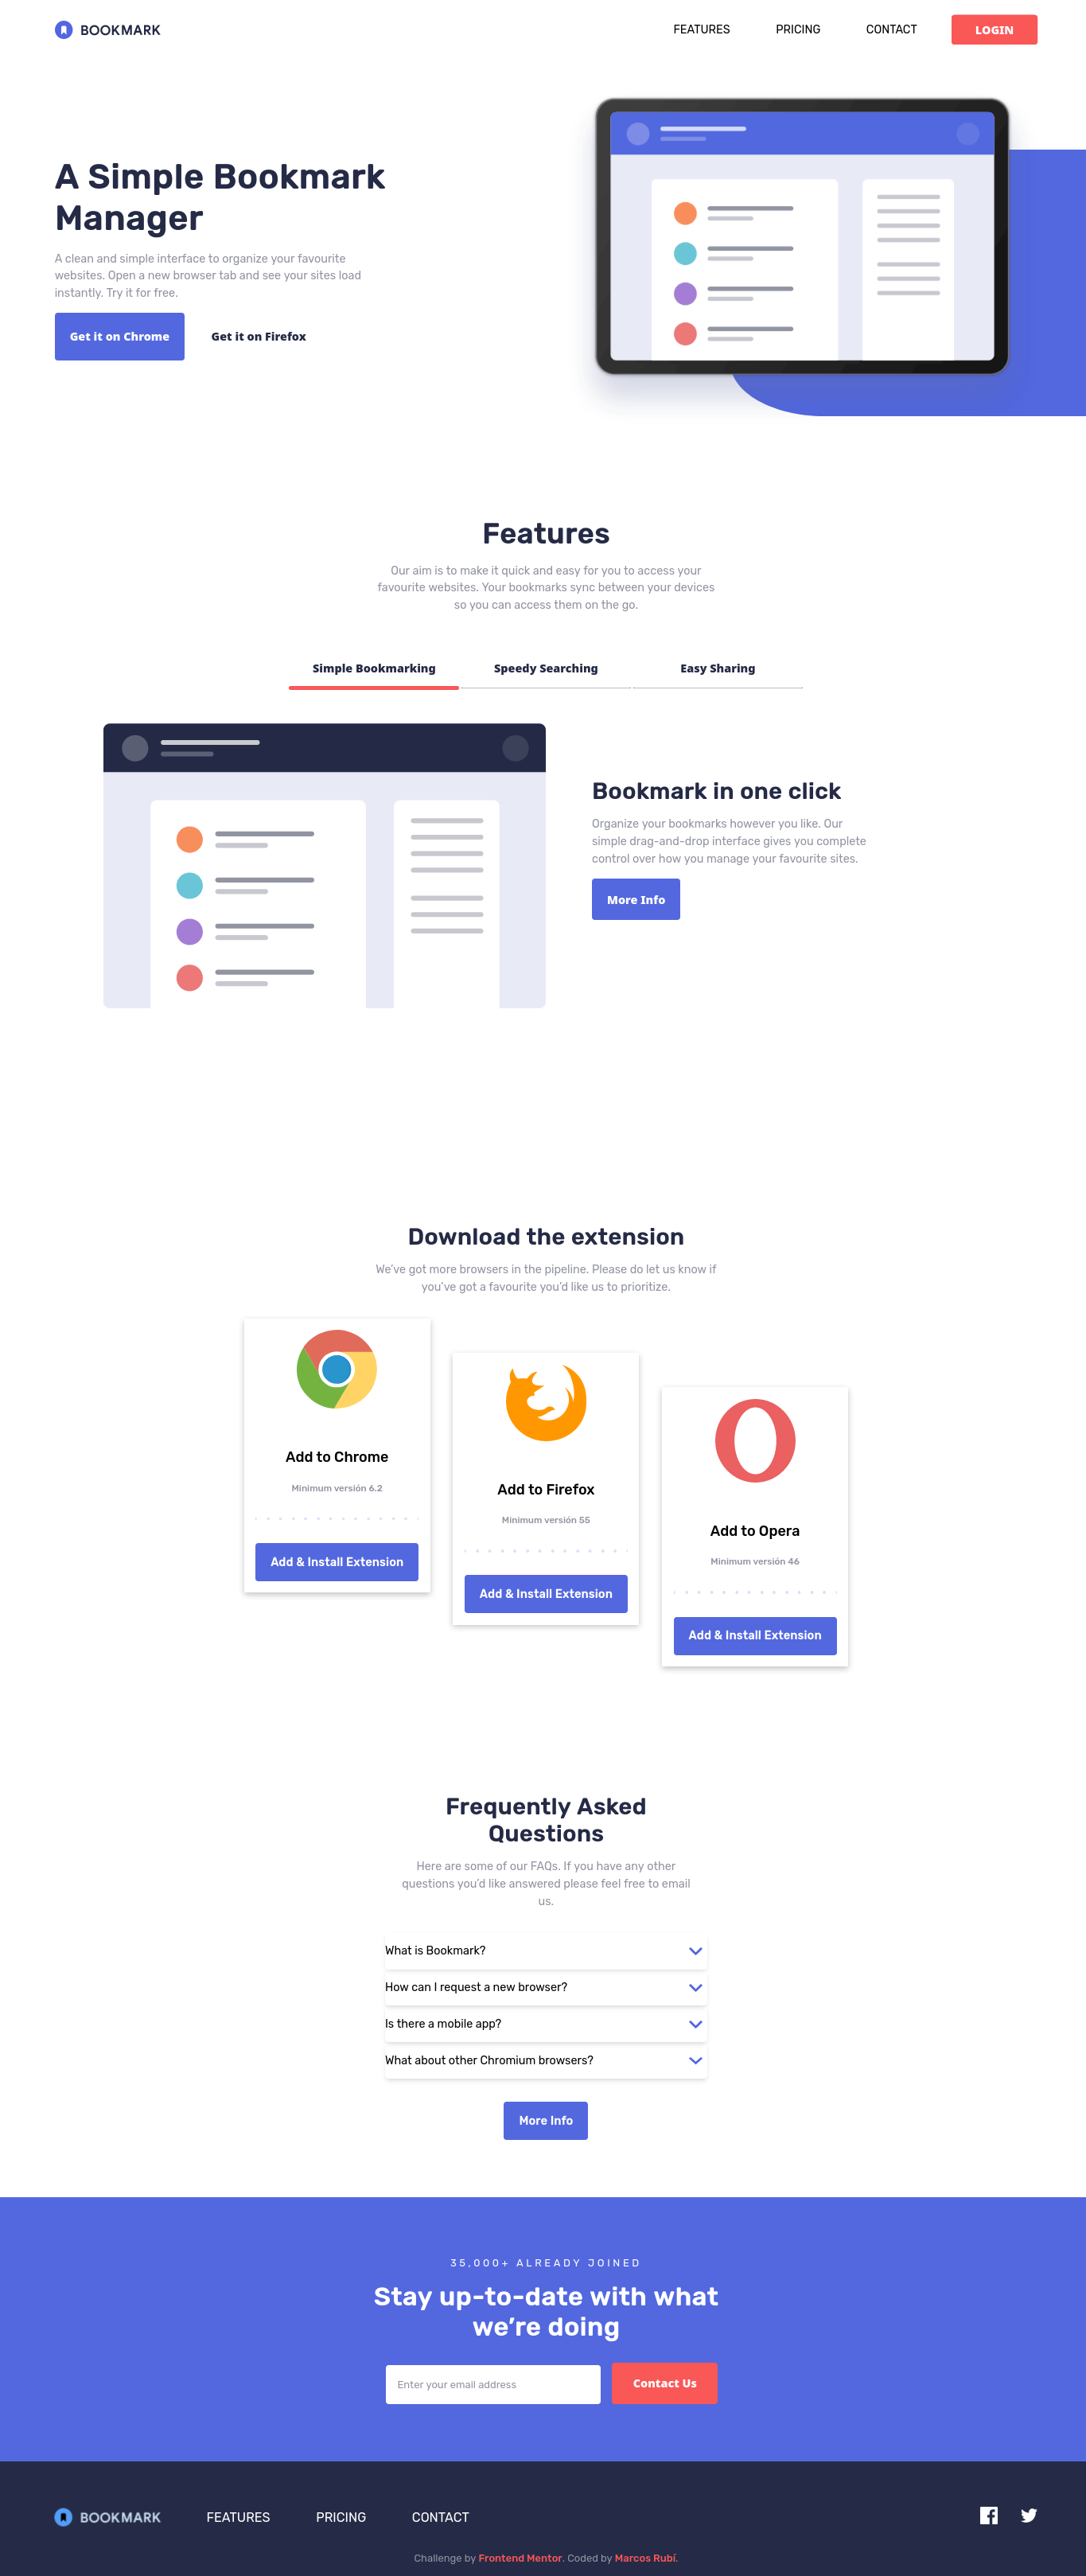 BOOKMARK
FEATURES
PRICING
CONTACT
LOGIN
A Simple Bookmark
Manager
A clean and simple interface to organize your favourite
websites. Open a new browser tab and see your sites load
instantly. Try it for free.
Get it on Chrome
Get it on Firefox
Features
Our aim is to make it quick and easy for you to access your
favourite websites. Your bookmarks sync between your devices
so you can access them on the go.
Simple Bookmarking
Speedy Searching
Easy Sharing
Bookmark in one click
Organize your bookmarks however you like. Our
simple drag-and-drop interface gives you complete
control over how you manage your favourite sites.
More Info
Download the extension
We’ve got more browsers in the pipeline. Please do let us know if
you’ve got a favourite you’d like us to prioritize.
Add to Chrome
Minimum versión 6.2
Add & Install Extension
Add to Firefox
Minimum versión 55
Add & Install Extension
Add to Opera
Minimum versión 46
Add & Install Extension
Frequently Asked
Questions
Here are some of our FAQs. If you have any other
questions you’d like answered please feel free to email
us.
What is Bookmark?
How can I request a new browser?
Is there a mobile app?
What about other Chromium browsers?
More Info
35,000+ ALREADY JOINED
Stay up-to-date with what
we’re doing
Enter your email address
Contact Us
BOOKMARK
FEATURES
PRICING
CONTACT
Challenge by Frontend Mentor. Coded by Marcos Rubí.